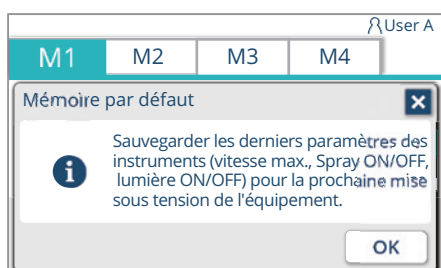 User A
M1 M2 M3 M4
Mémoire par défaut
Sauvegarder les derniers paramètres des
instruments (vitesse max., Spray ON/OFF,
lumière ON/OFF) pour la prochaine mise
sous tension de l'équipement.
OK